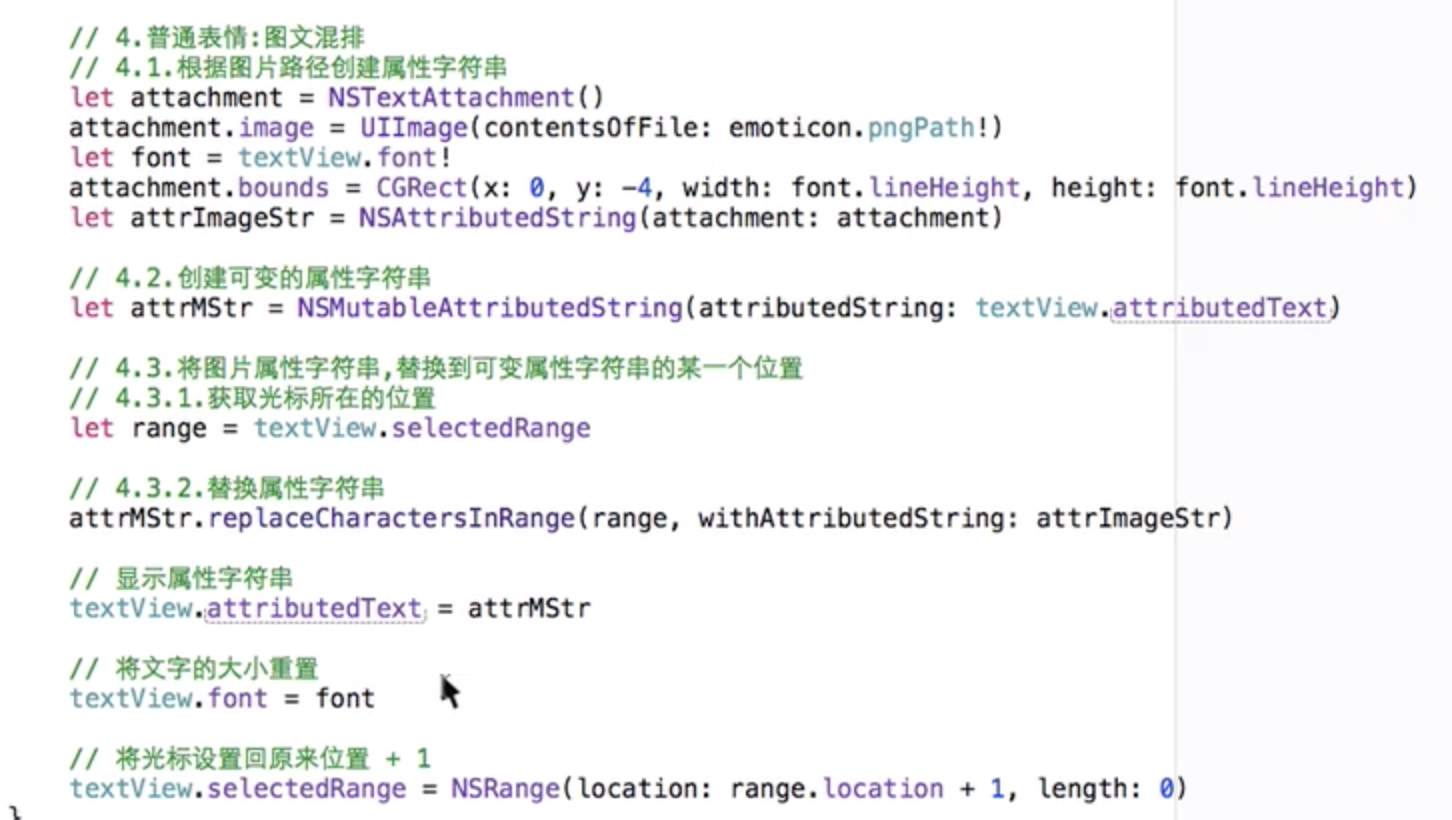 // 4.普通表情:图文混排
// 4.1.根据图片路径创建属性字符串
let attachment = NSTextAttachment()
attachment.image = UIImage(contentsOfFile: emoticon.pngPath!)
let font = textView.font!
attachment.bounds = CGRect(x: 0, y: -4, width: font.lineHeight, height: font.lineHeight)
let attrImageStr = NSAttributedString(attachment: attachment)
// 4.2.创建可变的属性字符串
let attrMStr = NSMutableAttributedString(attributedString: textView.attributedText)
// 4.3.将图片属性字符串,替换到可变属性字符串的某一个位置
// 4.3.1.获取光标所在的位置
let range = textView.selectedRange
// 4.3.2.替换属性字符串
attrMStr.replaceCharactersInRange(range, withAttributedString: attrImageStr)
// 显示属性字符串
textView.attributedText = attrMStr
// 将文字的大小重置
textView.font = font
// 将光标设置回原来位置 + 1
textView.selectedRange = NSRange(location: range.location + 1, length: 0)
}